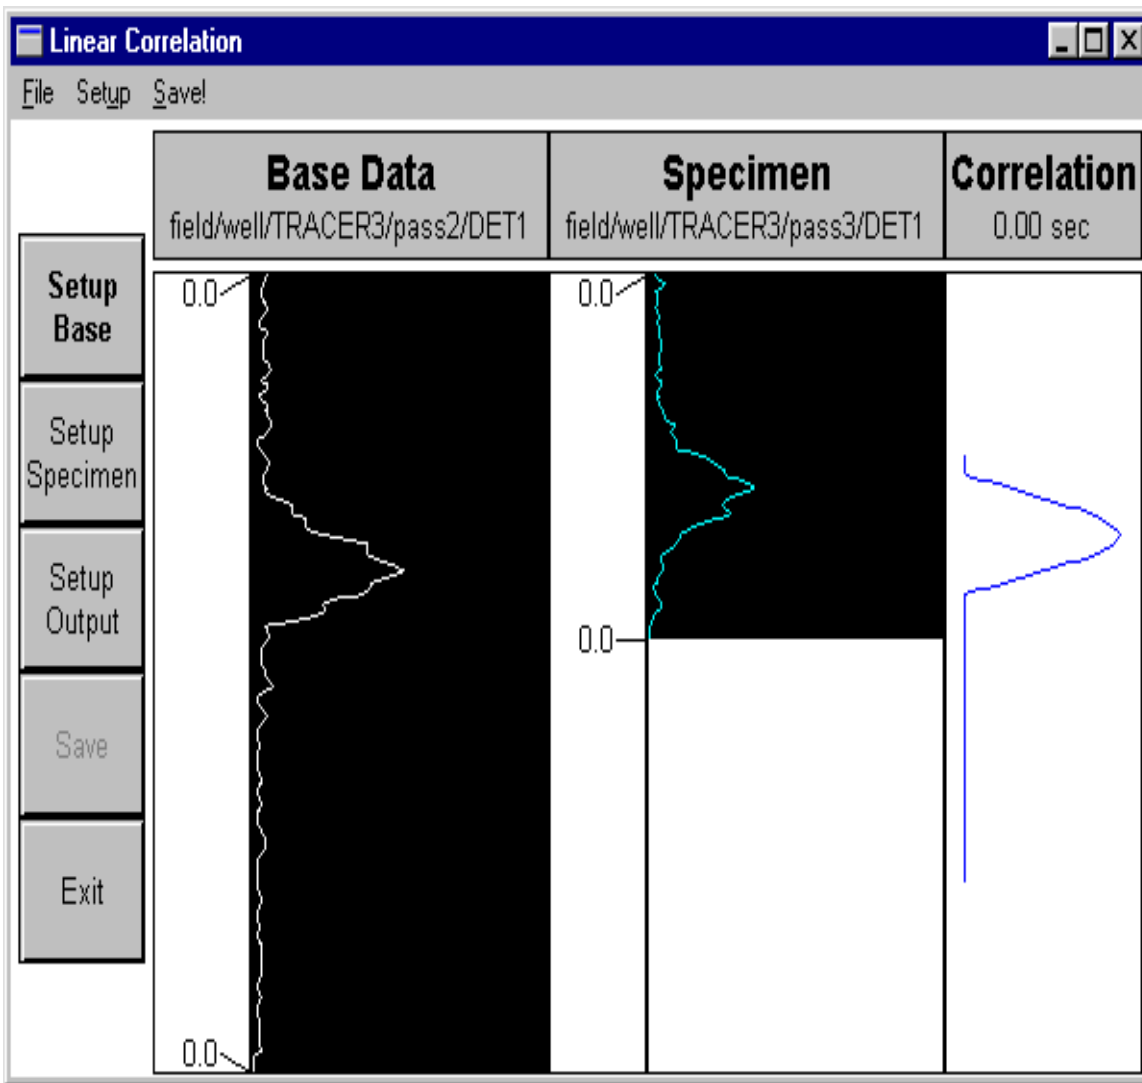 Linear Correlation
File Setup Save!
Base Data
field/well/TRACER3/pass2/DET1
Specimen
field/well/TRACER3/pass3/DET1
Correlation
0.00 sec
Setup
Base
Setup
Specimen
Setup
Output
Save
Exit
0.0
0.0
0.0
0.0